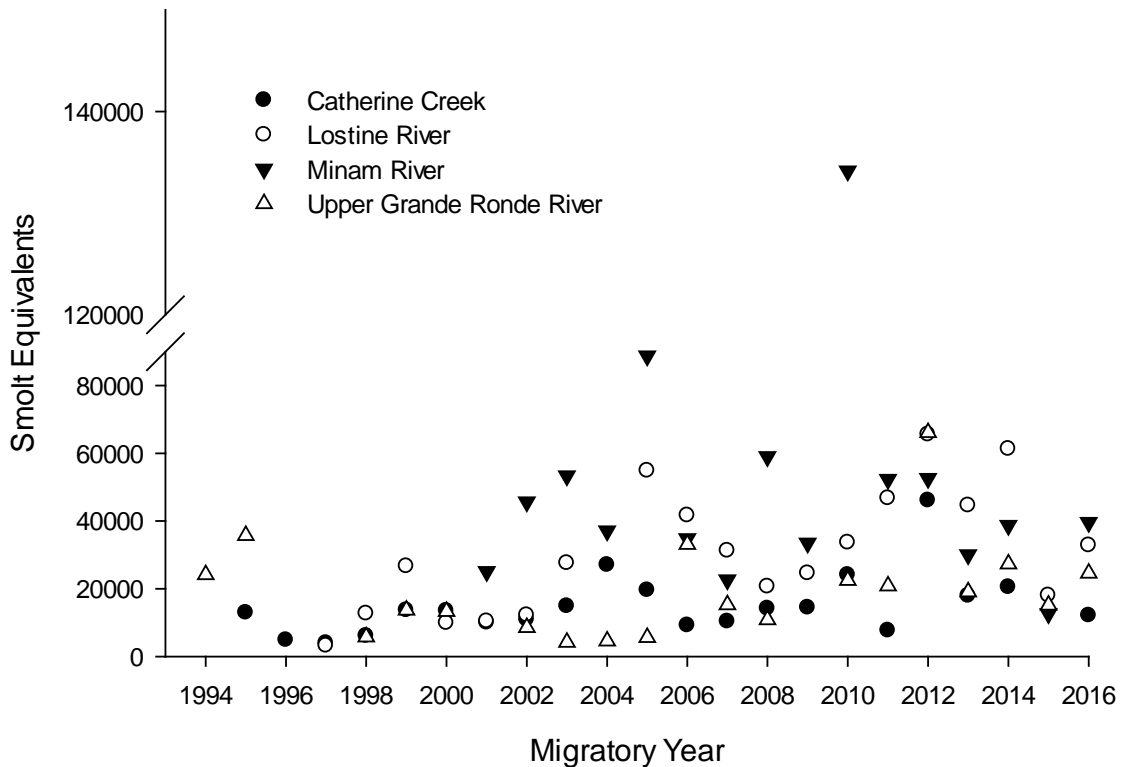 Smolt Equivalents
140000
120000
80000
60000
40000
20000
0
Catherine Creek
Lostine River
Minam River
Upper Grande Ronde River
1994 1996 1998 2000 2002 2004 2006 2008 2010 2012 2014 2016
Migratory Year